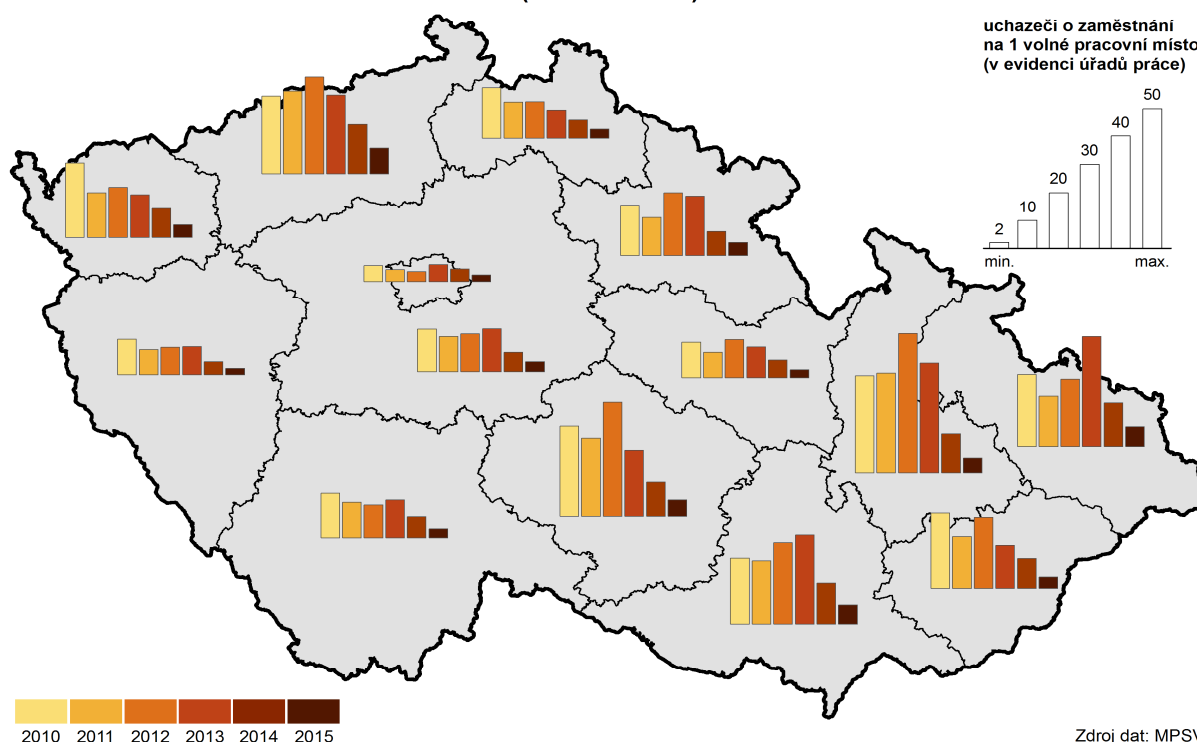 uchazeči o zaměstnání
na 1 volné pracovní místo
(v evidenci úřadů práce)
50
40
30
20
10
2
min.
max.
2010
2011
2012
2013
2014
2015
Zdroj dat: MPSV